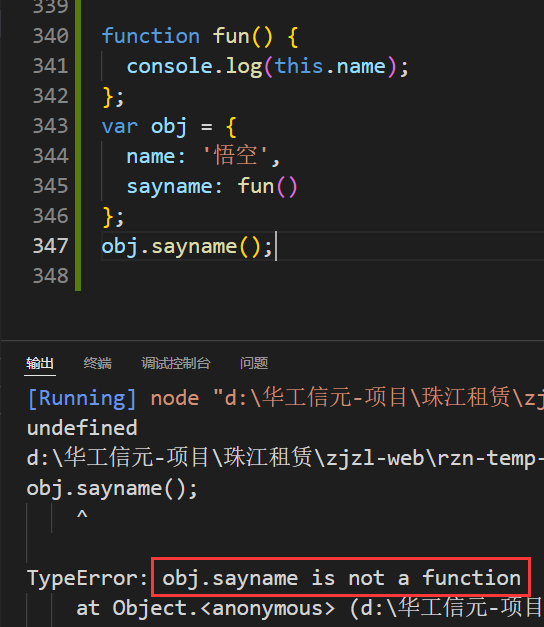 339
340 function fun() {
341   console.log(this.name);
342 };
343 var obj = {
344   name: '悟空',
345   sayname: fun()
346 };
347 obj.sayname();
348
输出 终端 调试控制台 问题
[Running] node "d:\华工信元-项目\珠江租赁\zj
undefined
d:\华工信元-项目\珠江租赁\zjzl-web\rzn-temp-
obj.sayname();
    ^
TypeError: obj.sayname is not a function
    at Object.<anonymous> (d:\华工信元-项目